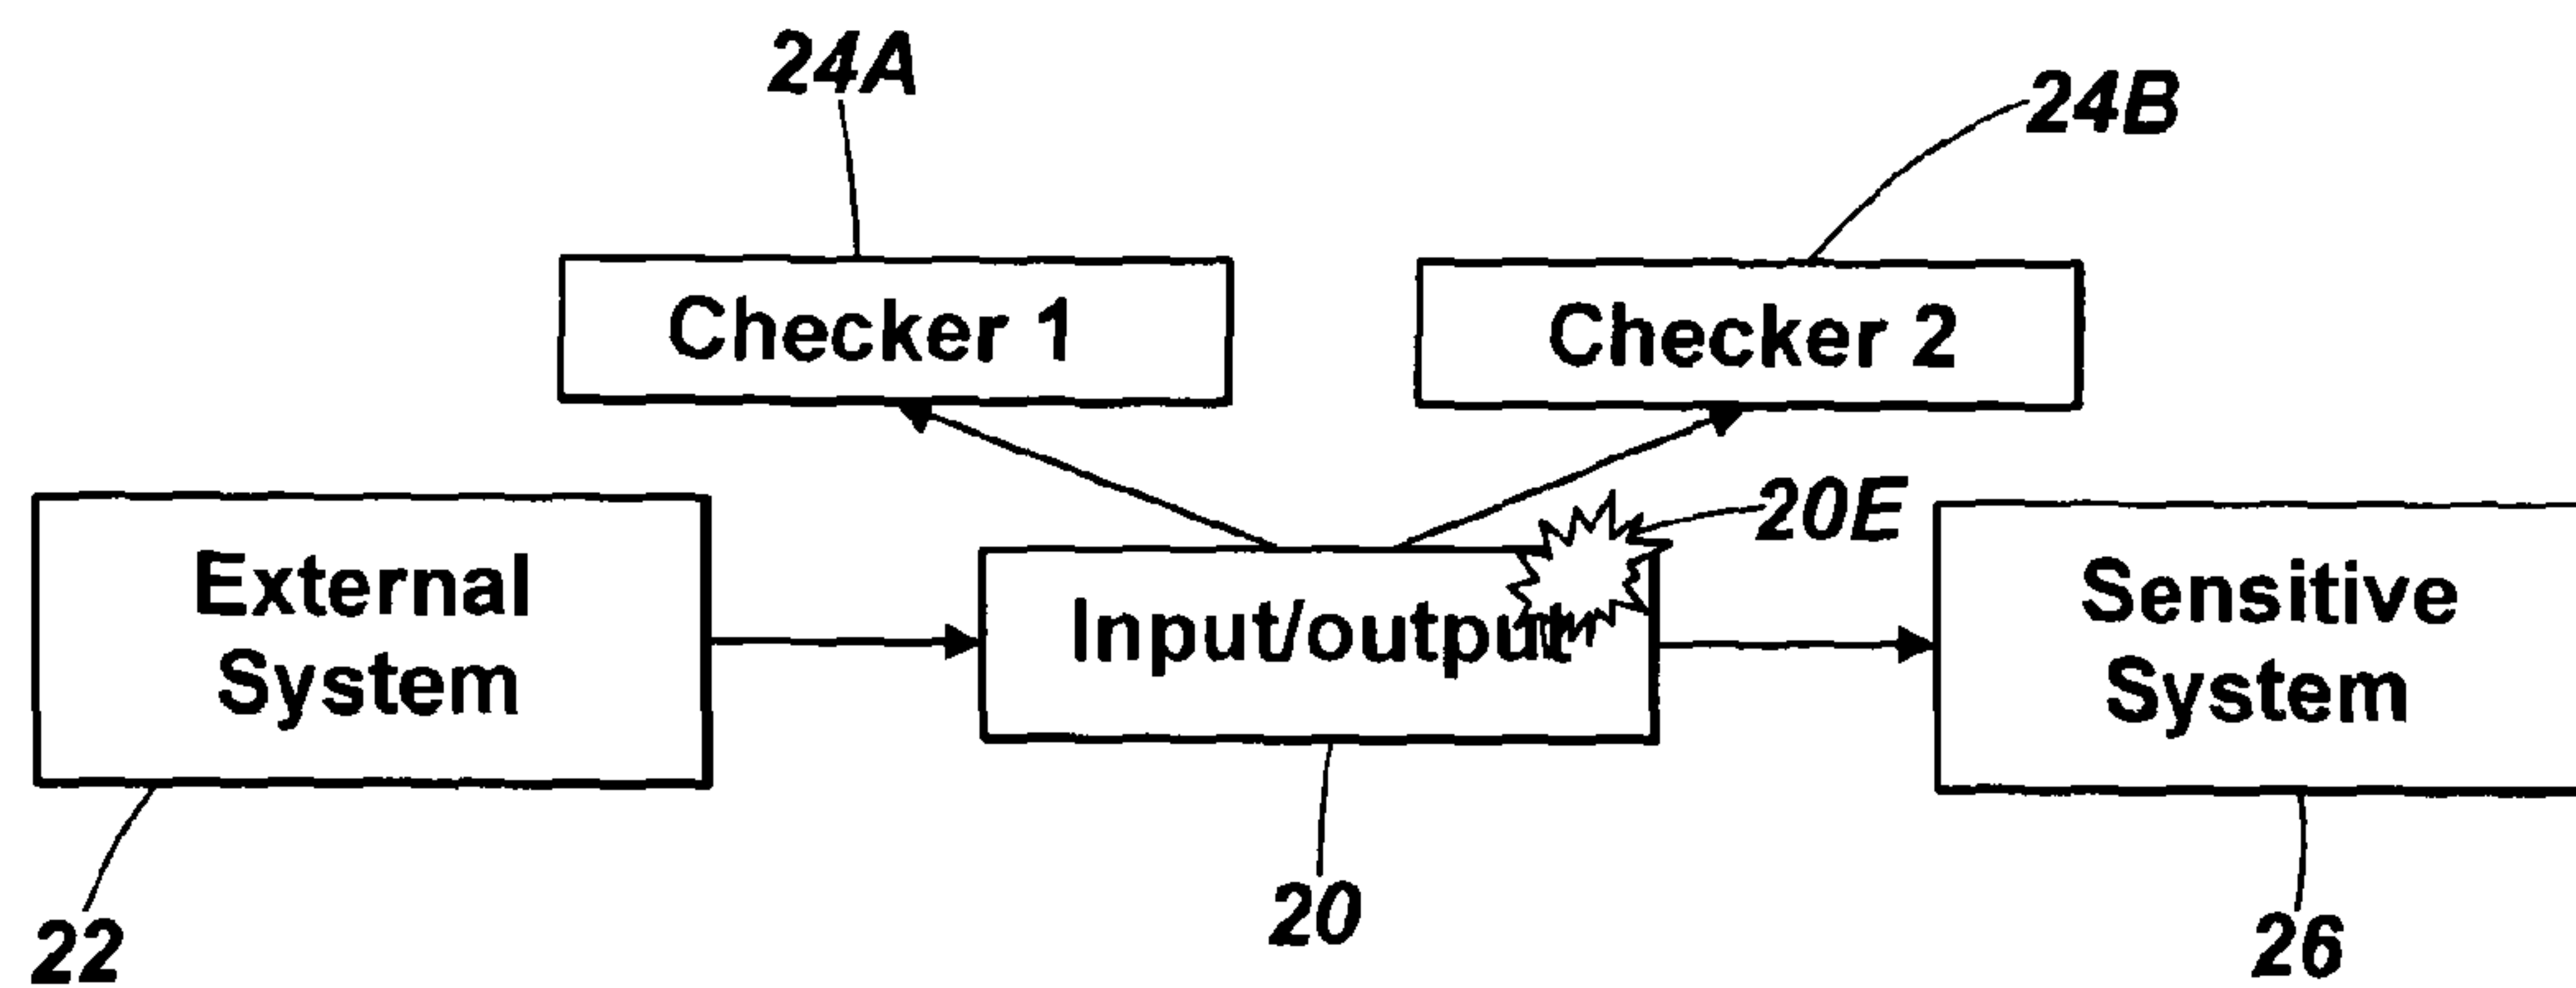 24A
24B
Checker 1
Checker 2
20E
External
System
Input/output
Sensitive
System
22
20
26